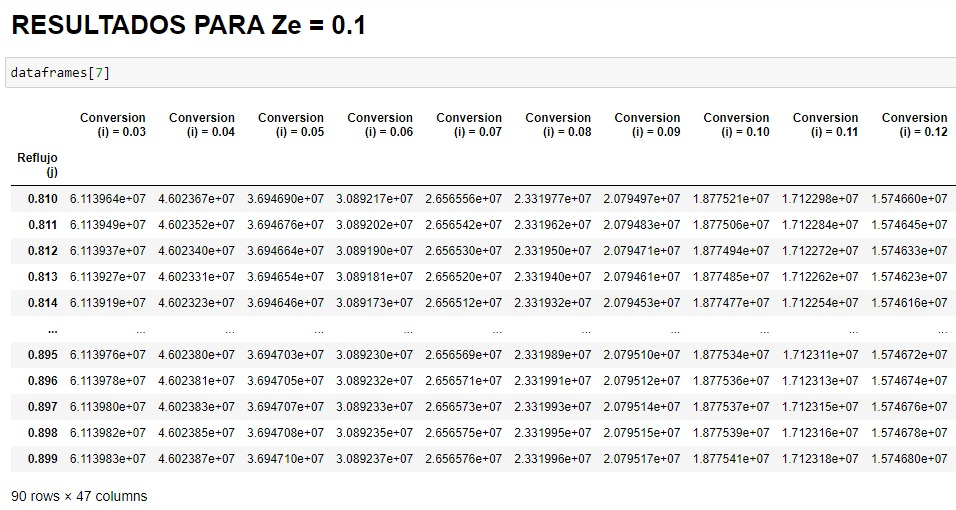 RESULTADOS PARA Ze = 0.1
dataframes[7]
Conversion Conversion Conversion Conversion Conversion Conversion Conversion Conversion Conversion Conversion
(i) = 0.03 (i) = 0.04 (i) = 0.05 (i) = 0.06 (i) = 0.07 (i) = 0.08 (i) = 0.09 (i) = 0.10 (i) = 0.11 (i) = 0.12
Reflujo
(j)
0.810 6.113964e+07 4.602367e+07 3.694690e+07 3.089217e+07 2.656556e+07 2.331977e+07 2.079497e+07 1.877521e+07 1.712298e+07 1.574660e+07
0.811 6.113949e+07 4.602352e+07 3.694676e+07 3.089202e+07 2.656542e+07 2.331962e+07 2.079483e+07 1.877506e+07 1.712284e+07 1.574645e+07
0.812 6.113937e+07 4.602340e+07 3.694664e+07 3.089190e+07 2.656530e+07 2.331950e+07 2.079471e+07 1.877494e+07 1.712272e+07 1.574633e+07
0.813 6.113927e+07 4.602331e+07 3.694654e+07 3.089181e+07 2.656520e+07 2.331940e+07 2.079461e+07 1.877485e+07 1.712262e+07 1.574623e+07
0.814 6.113919e+07 4.602323e+07 3.694646e+07 3.089173e+07 2.656512e+07 2.331932e+07 2.079453e+07 1.877477e+07 1.712254e+07 1.574616e+07
... ... ... ... ... ... ... ... ... ... ...
0.895 6.113976e+07 4.602380e+07 3.694703e+07 3.089230e+07 2.656569e+07 2.331989e+07 2.079510e+07 1.877534e+07 1.712311e+07 1.574672e+07
0.896 6.113978e+07 4.602381e+07 3.694705e+07 3.089232e+07 2.656571e+07 2.331991e+07 2.079512e+07 1.877536e+07 1.712313e+07 1.574674e+07
0.897 6.113980e+07 4.602383e+07 3.694707e+07 3.089233e+07 2.656573e+07 2.331993e+07 2.079514e+07 1.877537e+07 1.712315e+07 1.574676e+07
0.898 6.113982e+07 4.602385e+07 3.694708e+07 3.089235e+07 2.656575e+07 2.331995e+07 2.079515e+07 1.877539e+07 1.712316e+07 1.574678e+07
0.899 6.113983e+07 4.602387e+07 3.694710e+07 3.089237e+07 2.656576e+07 2.331996e+07 2.079517e+07 1.877541e+07 1.712318e+07 1.574680e+07
90 rows × 47 columns